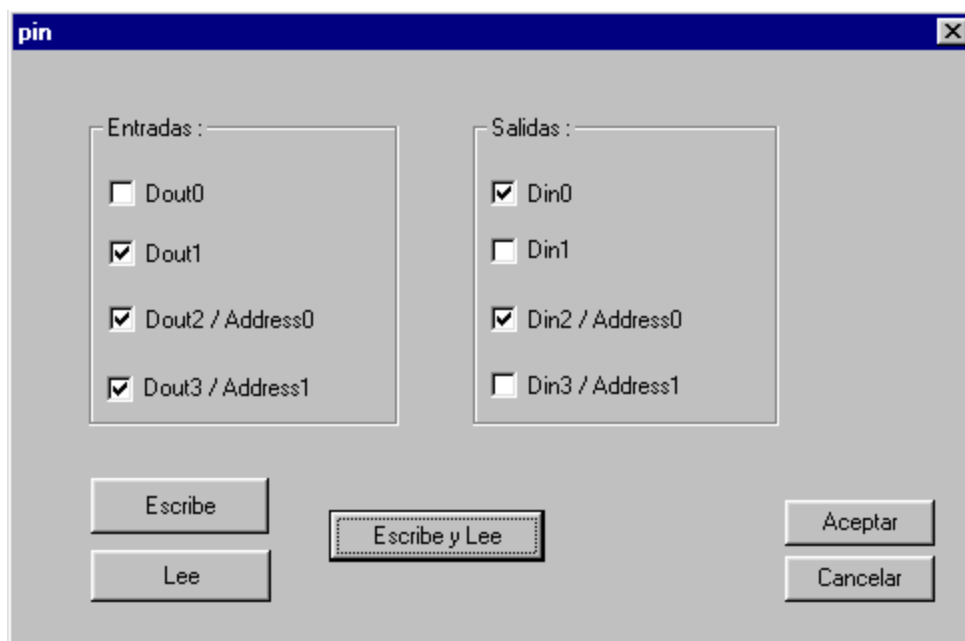 pin
Entradas :
Dout0
Dout1
Dout2 / Address0
Dout3 / Address1
Salidas :
Din0
Din1
Din2 / Address0
Din3 / Address1
Escribe
Lee
Escribe y Lee
Aceptar
Cancelar